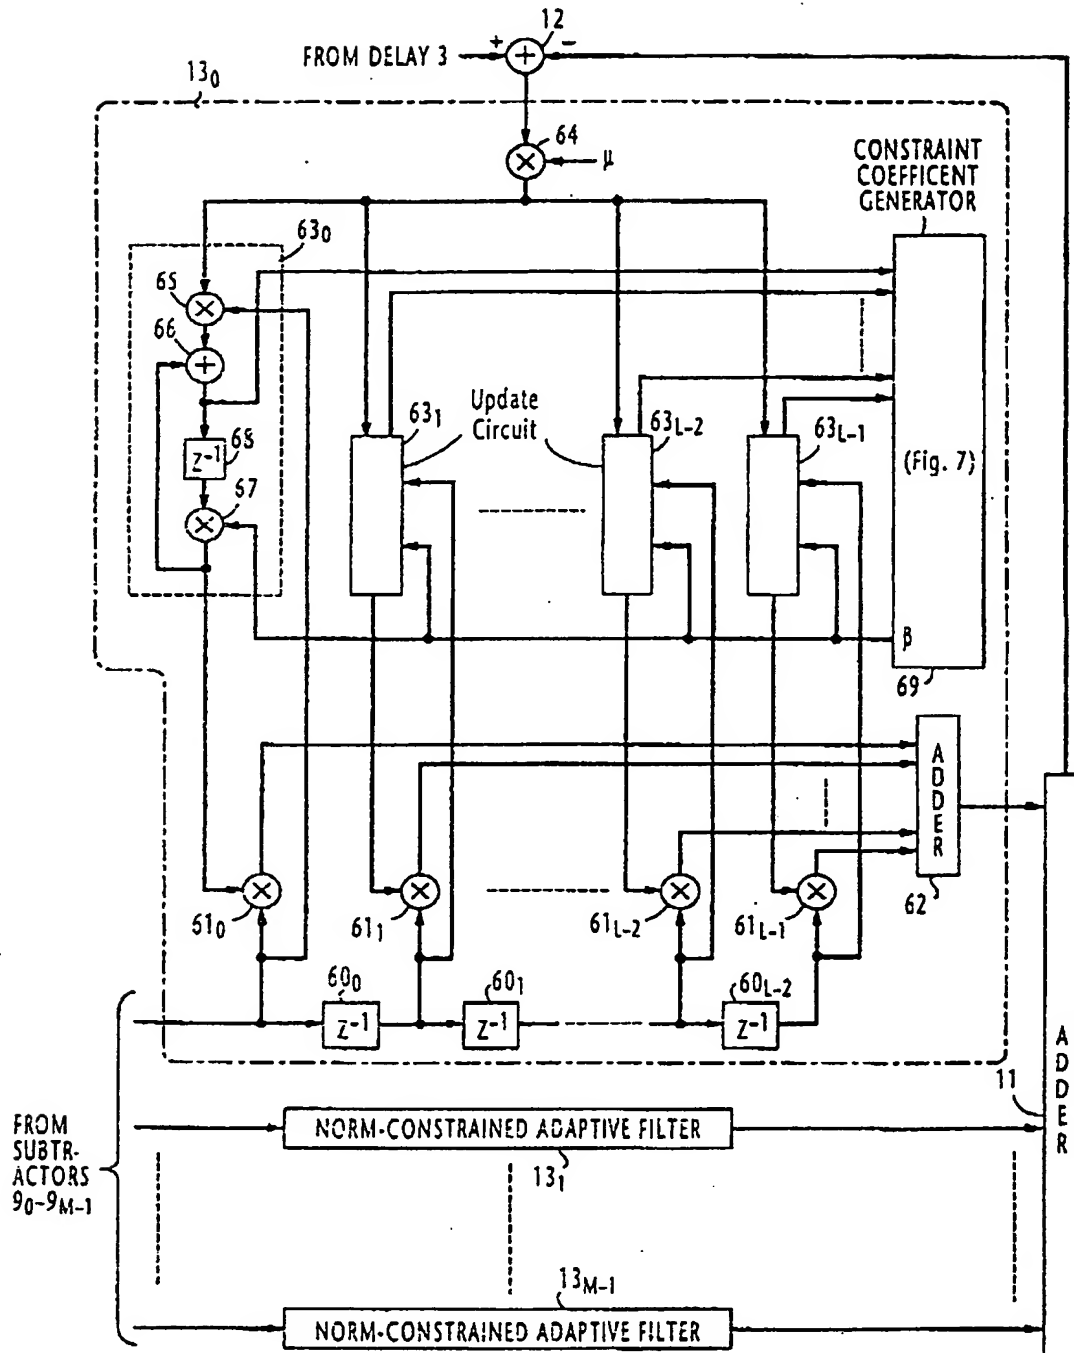 12
+ −
FROM DELAY 3
+
13₀
64
×
μ
CONSTRAINT
COEFFICENT
GENERATOR
63₀
65
×
66
+
Update
Circuit
63₁
63L-2
63L-1
Z⁻¹
68
(Fig. 7)
67
×
β
69
ADDER
62
×
×
×
×
61₀
61₁
61L-2
61L-1
60₀
60₁
60L-2
Z⁻¹
Z⁻¹
Z⁻¹
ADDER
11
FROM
SUBTR-
ACTORS
9₀-9M-1
NORM-CONSTRAINED ADAPTIVE FILTER
13₁
13M-1
NORM-CONSTRAINED ADAPTIVE FILTER